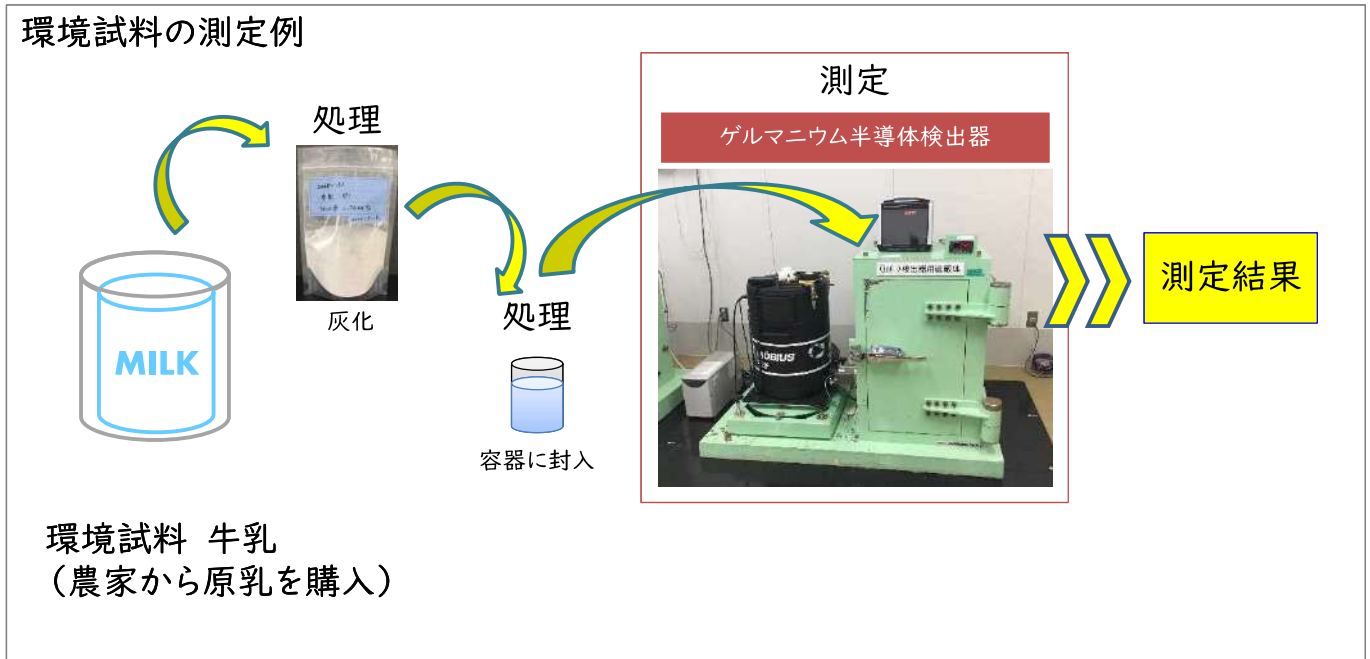 環境試料の測定例
測定
処理
ゲルマニウム半導体検出器
MILK
灰化
処理
容器に封入
測定結果
MÖBIUS
環境試料 牛乳
(農家から原乳を購入)